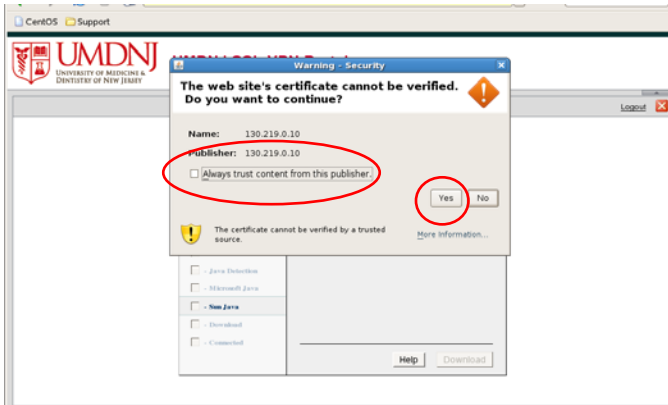 CentOS Support
UMDNJ
UNIVERSITY OF MEDICINE &
DENTISTRY OF NEW JERSEY
Warning - Security
The web site's certificate cannot be verified.
Do you want to continue?
Logout
Name: 130.219.0.10
Publisher: 130.219.0.10
Always trust content from this publisher.
Yes No
The certificate cannot be verified by a trusted
source.
More Information...
- Java Detection
- Microsoft Java
- Sun Java
- Download
- Connected
Help Download